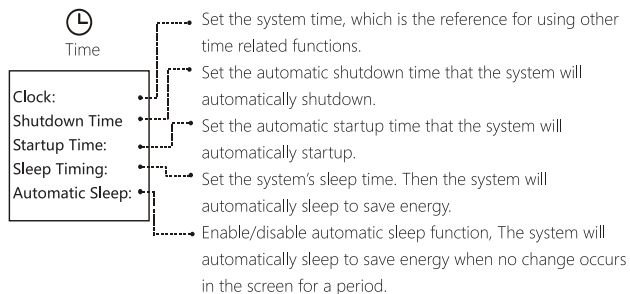 Time
Clock:
Shutdown Time
Startup Time:
Sleep Timing:
Automatic Sleep:
Set the system time, which is the reference for using other
time related functions.
Set the automatic shutdown time that the system will
automatically shutdown.
Set the automatic startup time that the system will
automatically startup.
Set the system's sleep time. Then the system will
automatically sleep to save energy.
Enable/disable automatic sleep function, The system will
automatically sleep to save energy when no change occurs
in the screen for a period.